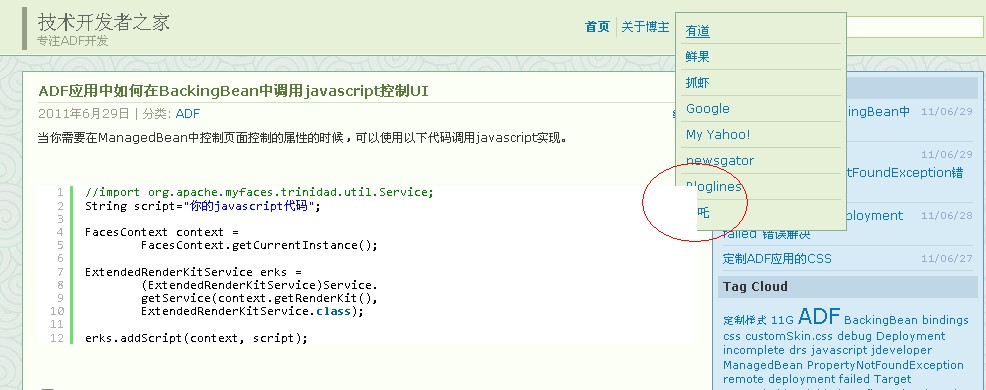 技术开发者之家
专注ADF开发
首页
关于博主
有道
鲜果
抓虾
Google
My Yahoo!
newsgator
Bloglines
吒
ADF应用中如何在BackingBean中调用javascript控制UI
2011年6月29日 | 分类: ADF
当你需要在ManagedBean中控制页面控制的属性的时候，可以使用以下代码调用javascript实现。
1 //import org.apache.myfaces.trinidad.util.Service;
2 String script="你的javascript代码";
3
4 FacesContext context =
5 FacesContext.getCurrentInstance();
6
7 ExtendedRenderKitService erks =
8 (ExtendedRenderKitService)Service.
9 getService(context.getRenderKit(),
10 ExtendedRenderKitService.class);
11
12 erks.addScript(context, script);
ingBean中 11/06/29
11/06/29
otFoundException错
eployment 11/06/28
failed 错误解决
定制ADF应用的CSS 11/06/27
Tag Cloud
定制样式 11G ADF BackingBean bindings
css customSkin.css debug Deployment
incomplete drs javascript jdeveloper
ManagedBean PropertyNotFoundException
remote deployment failed Target